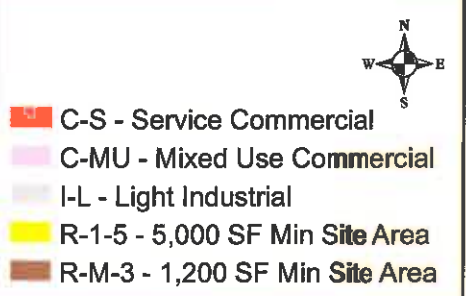 N
W E
S
C-S - Service Commercial
C-MU - Mixed Use Commercial
I-L - Light Industrial
R-1-5 - 5,000 SF Min Site Area
R-M-3 - 1,200 SF Min Site Area